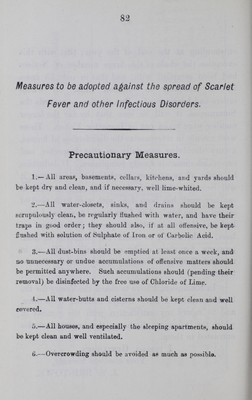 82
Measures to be adopted against the spread of Scarlet
Fever and other Infectious Disorders.
Precautionary Measures.
1.—All areas, basements, cellars, kitchens, and yards should
be kept dry and clean, and if necessary, well lime-whited.
2.—All water-closets, sinks, and drains should be kept
scrupulously clean, be regularly flushed with water, and have their
traps in good order; they should also, if at all offensive, be kept
flushed with solution of Sulphate of Iron or of Carbolic Acid.
3.—All dust-bins should be emptied at least once a week, and
no unnecessary or undue accumulations of offensive matters should
be permitted anywhere. Such accumulations should (pending their
removal) be disinfected by the free use of Chloride of Lime.
4.—All water-butts and cisterns should be kept clean and well
covered.
5.—All houses, and especially the sleeping apartments, should
be kept clean and well ventilated.
6.—Overcrowding should be avoided as much as possible.